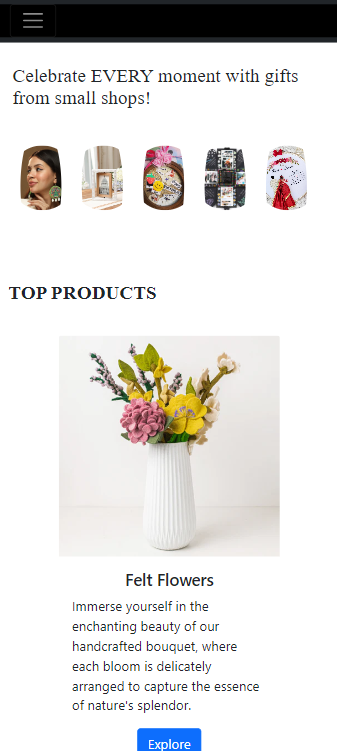 Celebrate EVERY moment with gifts
from small shops!
TOP PRODUCTS
Felt Flowers
Immerse yourself in the
enchanting beauty of our
handcrafted bouquet, where
each bloom is delicately
arranged to capture the essence
of nature's splendor.
Explore